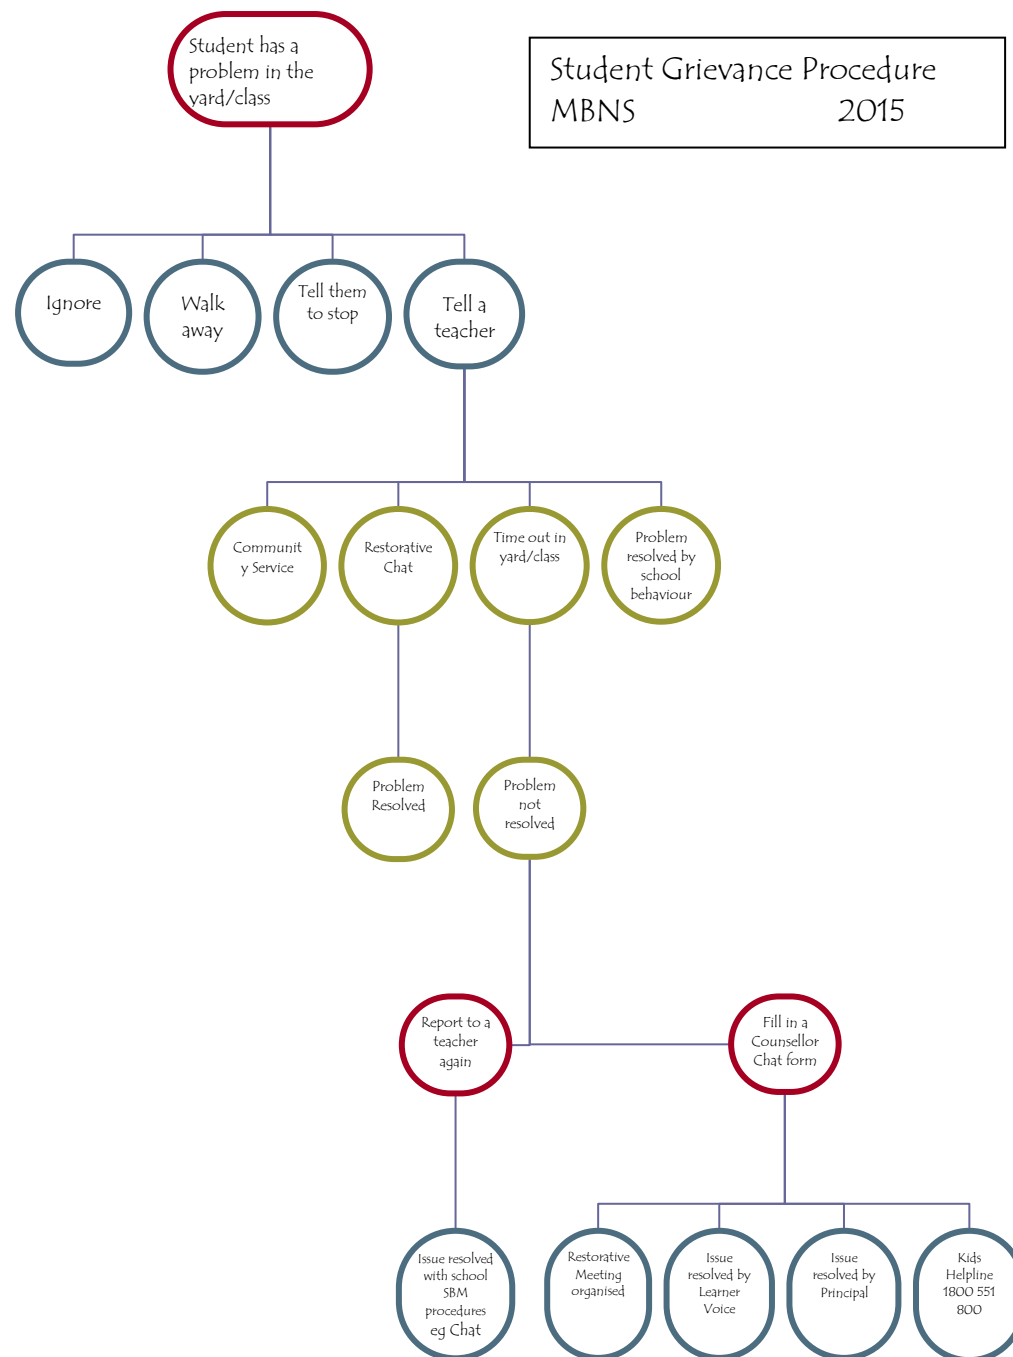 Student has a
problem in the
yard/class
Student Grievance Procedure
MBNS 2015
Ignore
Walk
away
Tell them
to stop
Tell a
teacher
Communit
y Service
Restorative
Chat
Time out in
yard/class
Problem
resolved by
school
behaviour
Problem
Resolved
Problem
not
resolved
Report to a
teacher
again
Fill in a
Counsellor
Chat form
Issue resolved
with school
SBM
procedures
eg Chat
Restorative
Meeting
organised
Issue
resolved by
Learner
Voice
Issue
resolved by
Principal
Kids
Helpline
1800 551
800